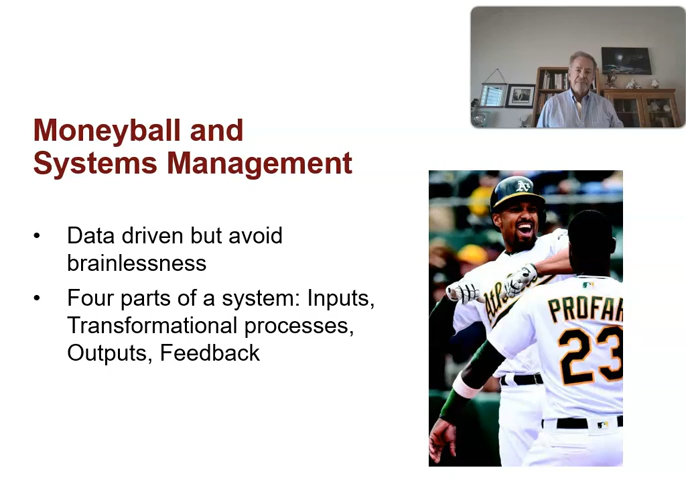 Moneyball and
Systems Management
• Data driven but avoid
brainlessness
• Four parts of a system: Inputs,
Transformational processes,
Outputs, Feedback
A's
Athletics
PROFAR
23